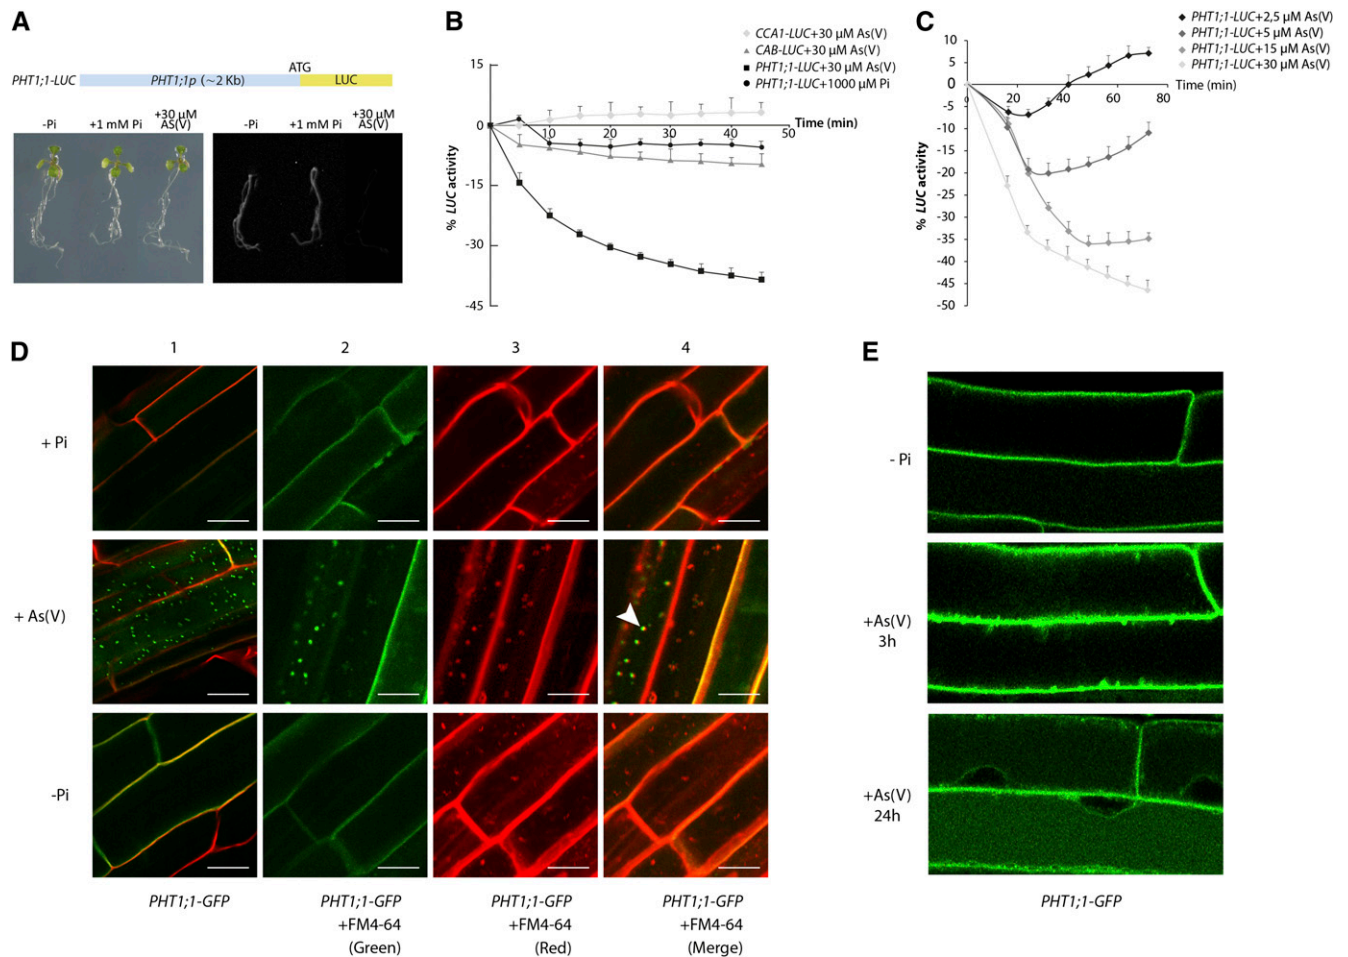 A
ATG
PHT1;1-LUC PHT1;1p (~2 Kb) LUC
-Pi +1 mM Pi +30 μM AS(V)
-Pi +1 mM Pi +30 μM AS(V)
B
CCA1-LUC+30 μM As(V)
CAB-LUC+30 μM As(V)
PHT1;1-LUC+30 μM As(V)
PHT1;1-LUC+1000 μM Pi
% LUC activity
15
0
-15
-30
-45
10 20 30 40 50
Time (min)
C
PHT1;1-LUC+2,5 μM As(V)
PHT1;1-LUC+5 μM As(V)
PHT1;1-LUC+15 μM As(V)
PHT1;1-LUC+30 μM As(V)
% LUC activity
10
5
0
-5
-10
-15
-20
-25
-30
-35
-40
-45
-50
0 20 40 60 80
Time (min)
D
1 2 3 4
+ Pi
+ As(V)
-Pi
PHT1;1-GFP
PHT1;1-GFP
+FM4-64
(Green)
PHT1;1-GFP
+FM4-64
(Red)
PHT1;1-GFP
+FM4-64
(Merge)
E
- Pi
+As(V)
3h
+As(V)
24h
PHT1;1-GFP